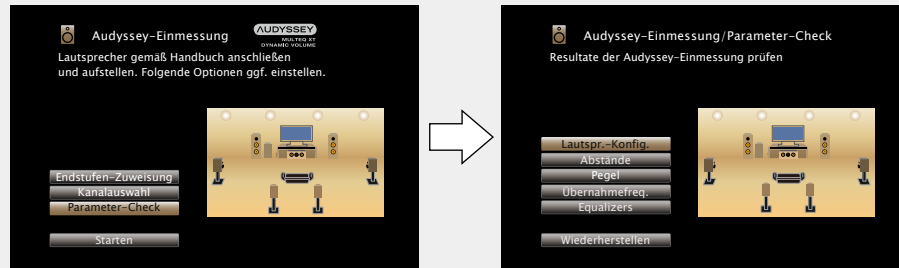 Audyssey-Einmessung
AUDYSSEY
MULTEQ XT
DYNAMIC VOLUME
Lautsprecher gemäß Handbuch anschließen
und aufstellen. Folgende Optionen ggf. einstellen.
Endstufen-Zuweisung
Kanalauswahl
Parameter-Check
Starten
Audyssey-Einmessung/Parameter-Check
Resultate der Audyssey-Einmessung prüfen
Lautspr.-Konfig.
Abstände
Pegel
Übernahmefreq.
Equalizers
Wiederherstellen